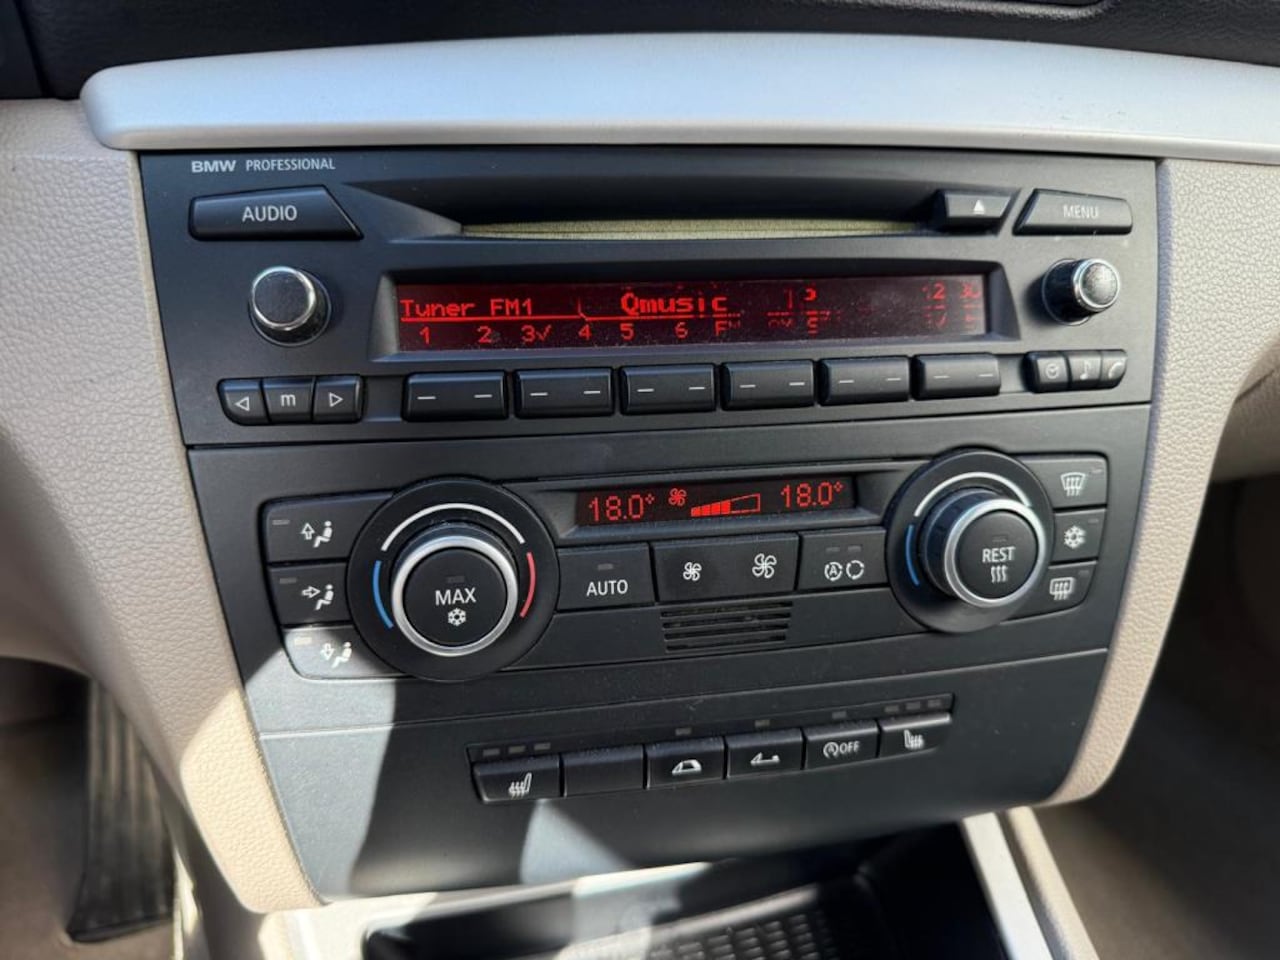 BMW PROFESSIONAL
AUDIO
MENU
Tuner FM1 Qmusic
1 2 3✓ 4 5 6
m
18.0° 18.0°
MAX
AUTO
A
REST
A OFF